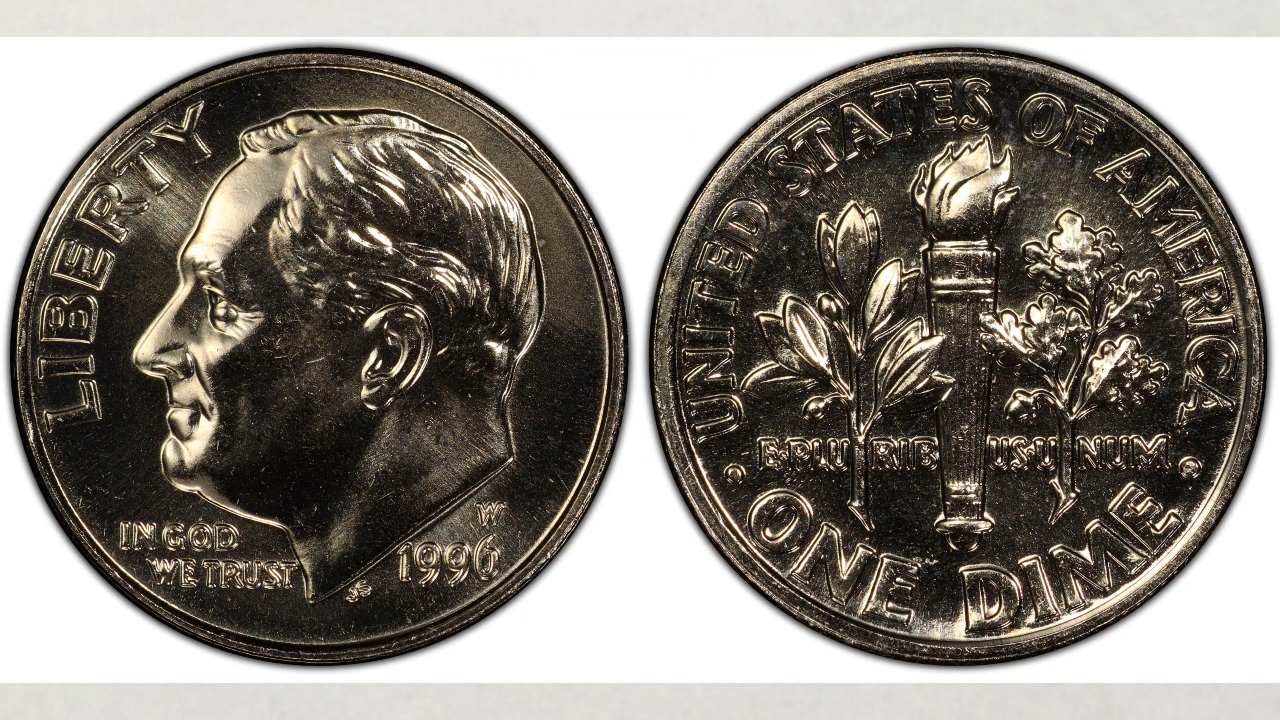 LIBERTY
IN GOD
WE TRUST
JS
W
1996
UNITED STATES OF AMERICA
E·PLURIBUS·UNUM
ONE DIME